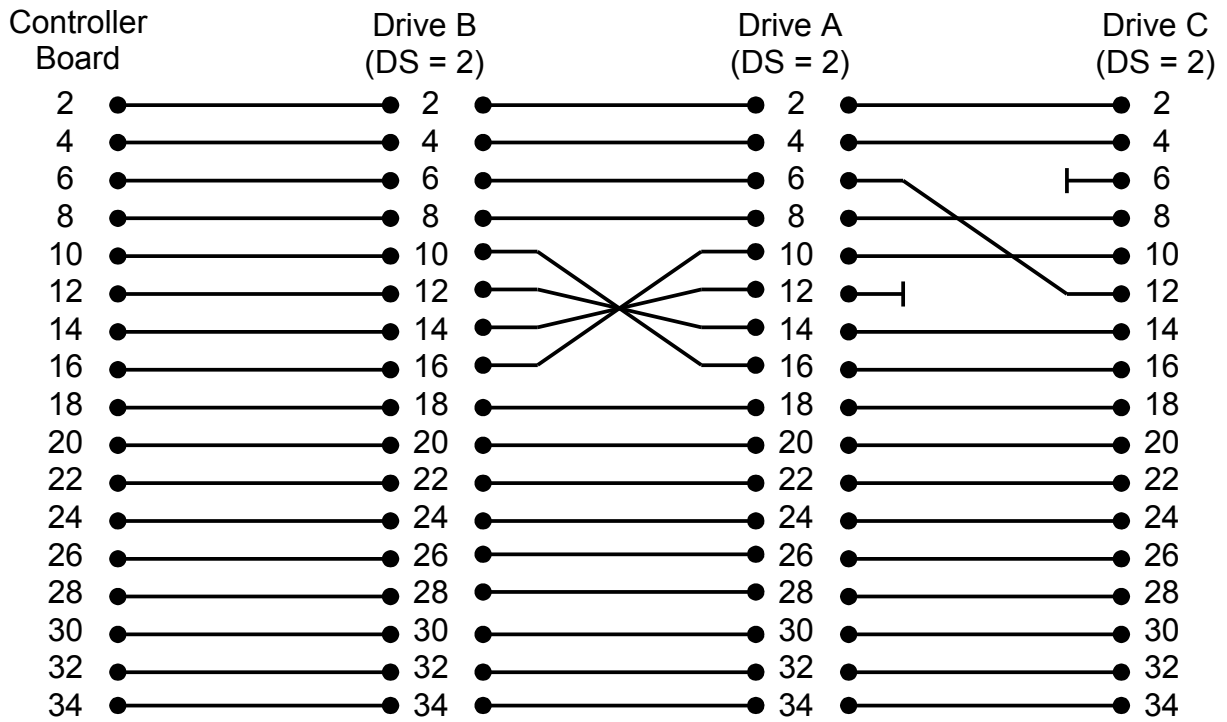 Controller Drive B Drive A Drive C
Board (DS = 2) (DS = 2) (DS = 2)
2 2 2 2
4 4 4 4
6 6 6 6
8 8 8 8
10 10 10 10
12 12 12 12
14 14 14 14
16 16 16 16
18 18 18 18
20 20 20 20
22 22 22 22
24 24 24 24
26 26 26 26
28 28 28 28
30 30 30 30
32 32 32 32
34 34 34 34